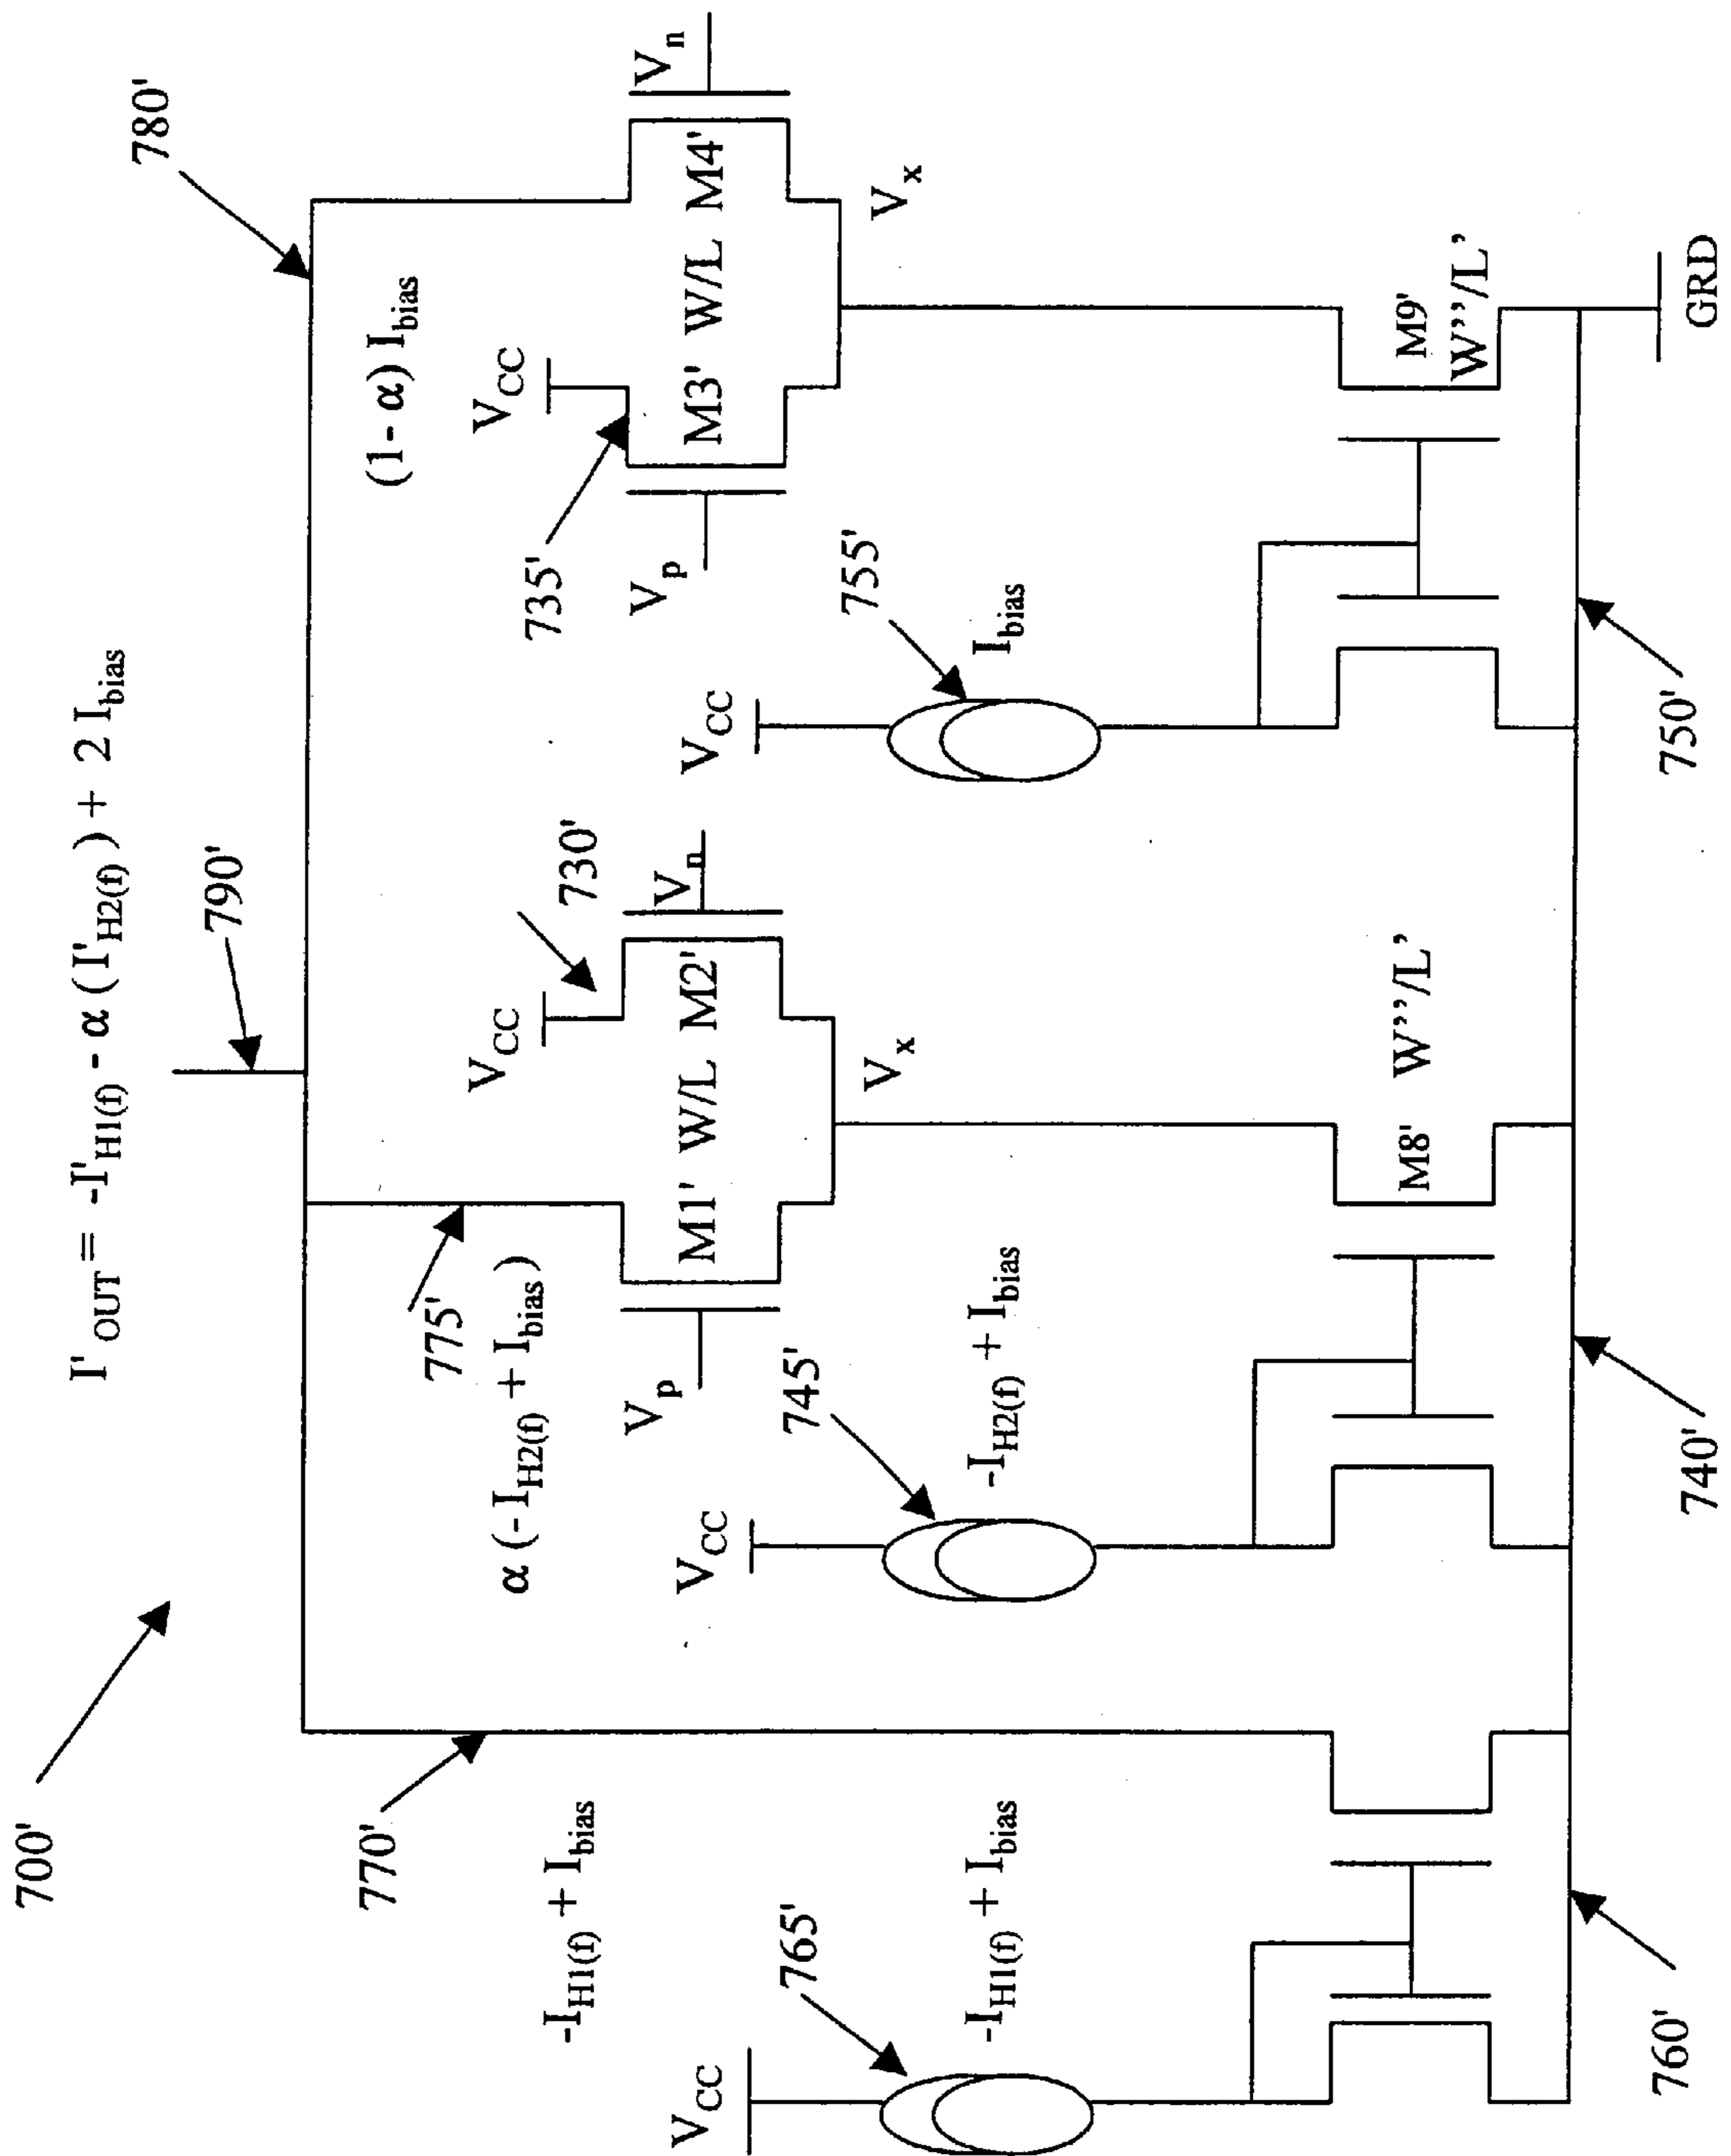 700'
I'OUT = -I'H1(f) - α (I'H2(f)) + 2 Ibias
790'
780'
770'
775'
-IH1(f) + Ibias
α (-IH2(f) + Ibias)
(1- α) Ibias
VCC
730'
VCC
735'
Vp
M1' W/L M2'
Vn
Vp
M3' W/L M4'
Vn
Vx
Vx
VCC
765'
-IH1(f) + Ibias
VCC
745'
-IH2(f) + Ibias
VCC
755'
Ibias
M8'
W''/L'
M9'
W''/L'
760'
740'
750'
GRD